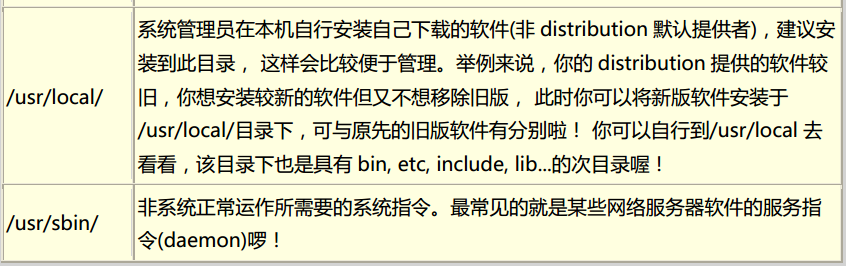 /usr/local/
系统管理员在本机自行安装自己下载的软件(非 distribution 默认提供者)，建议安
装到此目录， 这样会比较便于管理。举例来说，你的 distribution 提供的软件较
旧，你想安装较新的软件但又不想移除旧版， 此时你可以将新版软件安装于
/usr/local/目录下，可与原先的旧版软件有分别啦！ 你可以自行到/usr/local 去
看看，该目录下也是具有 bin, etc, include, lib...的次目录喔！
/usr/sbin/
非系统正常运作所需要的系统指令。最常见的就是某些网络服务器软件的服务指
令(daemon)啰！